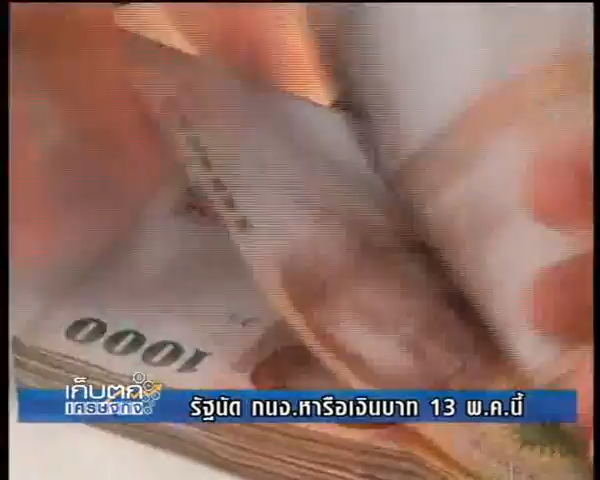 1000
เก็บตก
เศรษฐกิจ
รัฐนัด กนง.หารือเงินบาท 13 พ.ค.นี้